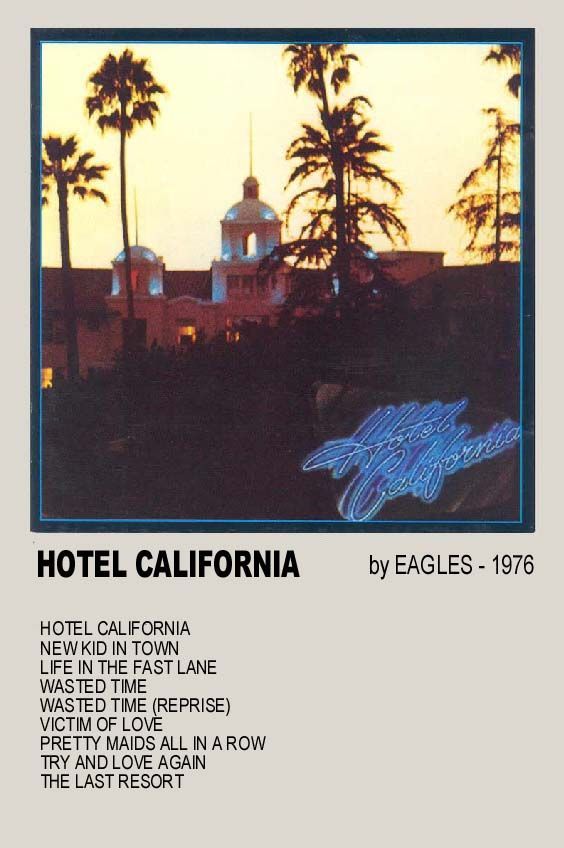 Hotel
California
HOTEL CALIFORNIA
by EAGLES - 1976
HOTEL CALIFORNIA
NEW KID IN TOWN
LIFE IN THE FAST LANE
WASTED TIME
WASTED TIME (REPRISE)
VICTIM OF LOVE
PRETTY MAIDS ALL IN A ROW
TRY AND LOVE AGAIN
THE LAST RESORT